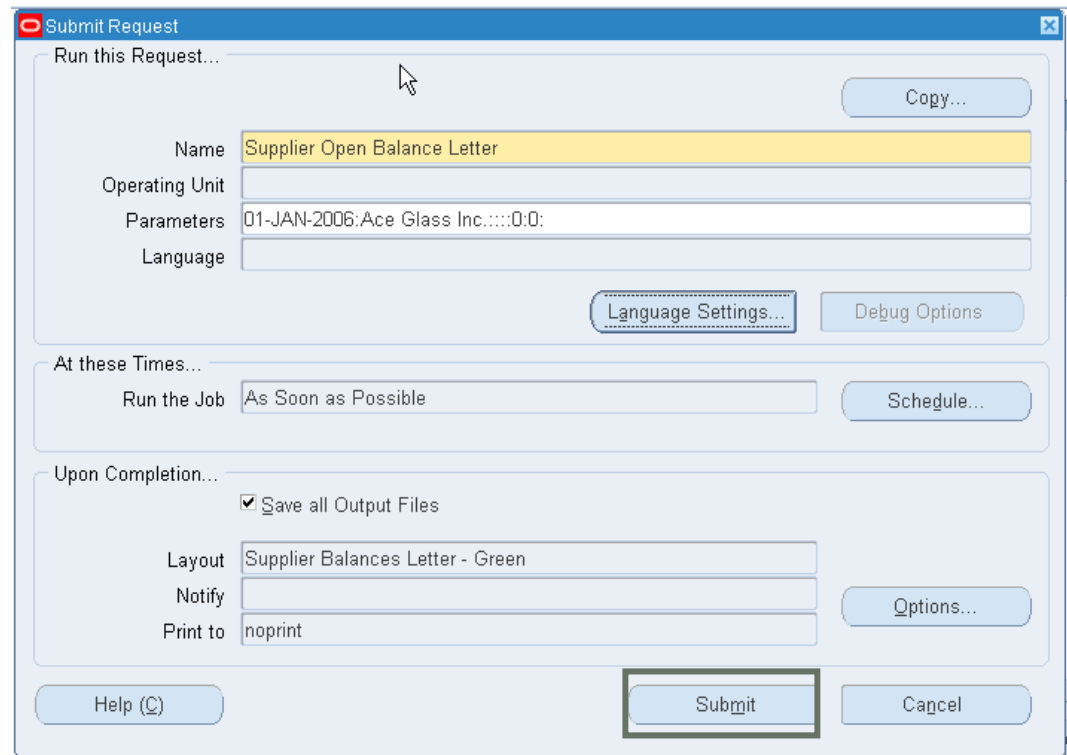 Submit Request
Run this Request...
Copy...
Name Supplier Open Balance Letter
Operating Unit
Parameters 01-JAN-2006:Ace Glass Inc.::::0:0:
Language
Language Settings... Debug Options
At these Times...
Run the Job As Soon as Possible Schedule...
Upon Completion...
Save all Output Files
Layout Supplier Balances Letter - Green
Notify
Options...
Print to noprint
Help (C) Submit Cancel